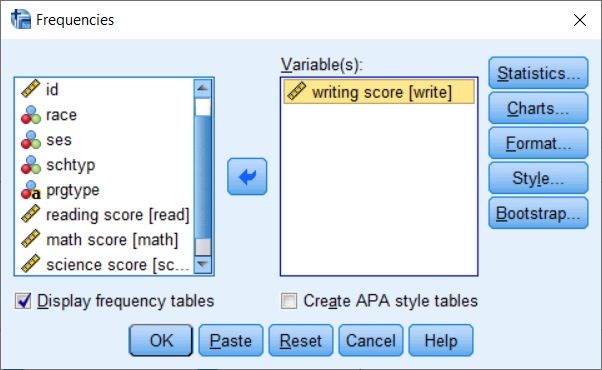 Frequencies
Variable(s):
id
race
ses
schtyp
prgtype
reading score [read]
math score [math]
science score [sc...
writing score [write]
Statistics...
Charts...
Format...
Style...
Bootstrap...
Display frequency tables
Create APA style tables
OK
Paste
Reset
Cancel
Help